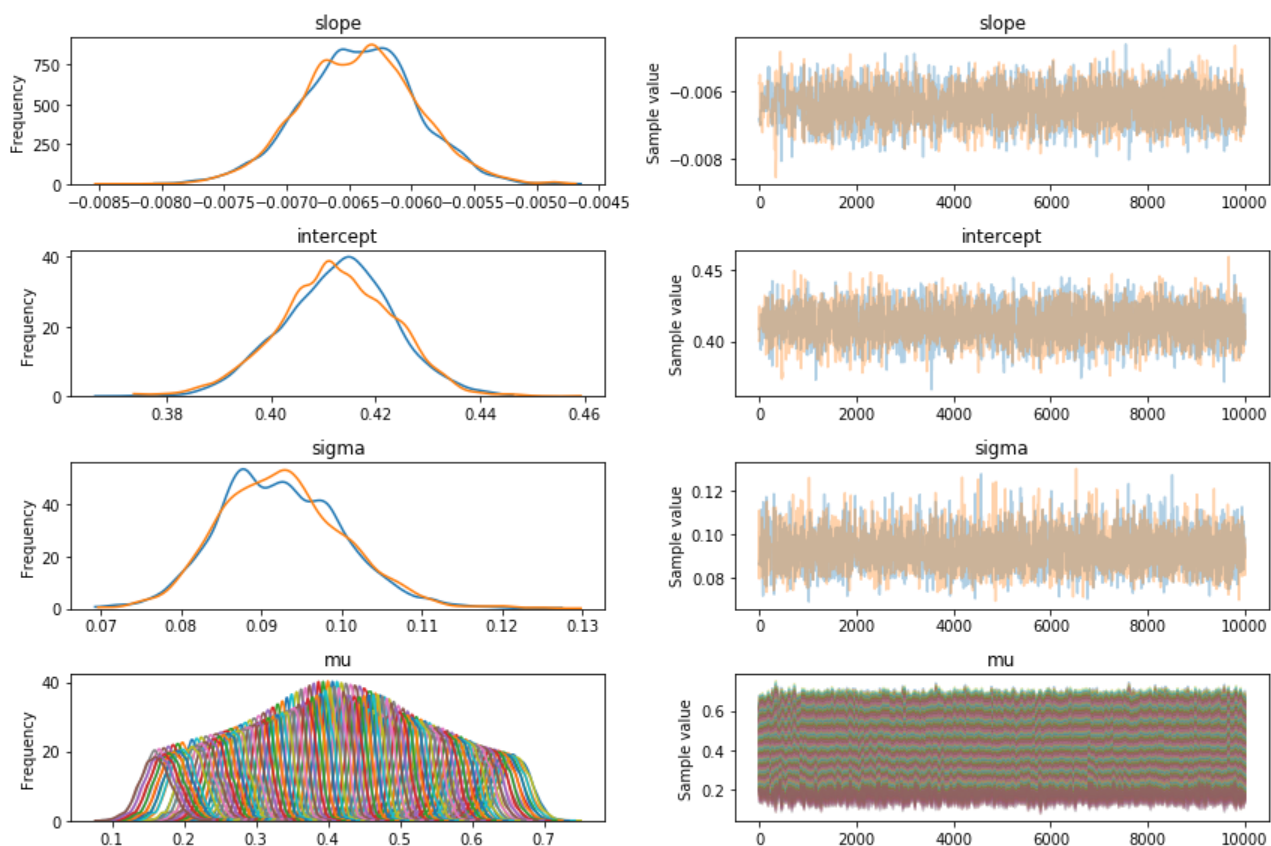 slope
slope
Frequency
750
500
250
0
−0.0085−0.0080−0.0075−0.0070−0.0065−0.0060−0.0055−0.0050−0.0045
Sample value
−0.006
−0.008
0 2000 4000 6000 8000 10000
intercept
intercept
Frequency
40
20
0
0.38 0.40 0.42 0.44 0.46
Sample value
0.45
0.40
0 2000 4000 6000 8000 10000
sigma
sigma
Frequency
40
20
0
0.07 0.08 0.09 0.10 0.11 0.12 0.13
Sample value
0.12
0.10
0.08
0 2000 4000 6000 8000 10000
mu
mu
Frequency
40
20
0
0.1 0.2 0.3 0.4 0.5 0.6 0.7
Sample value
0.6
0.4
0.2
0 2000 4000 6000 8000 10000